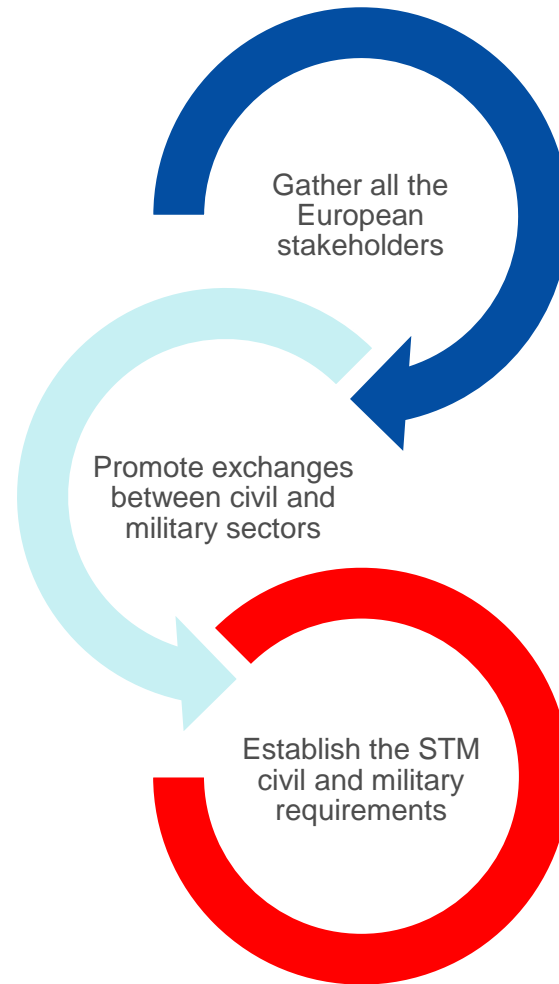 Gather all the
European
stakeholders
Promote exchanges
between civil and
military sectors
Establish the STM
civil and military
requirements